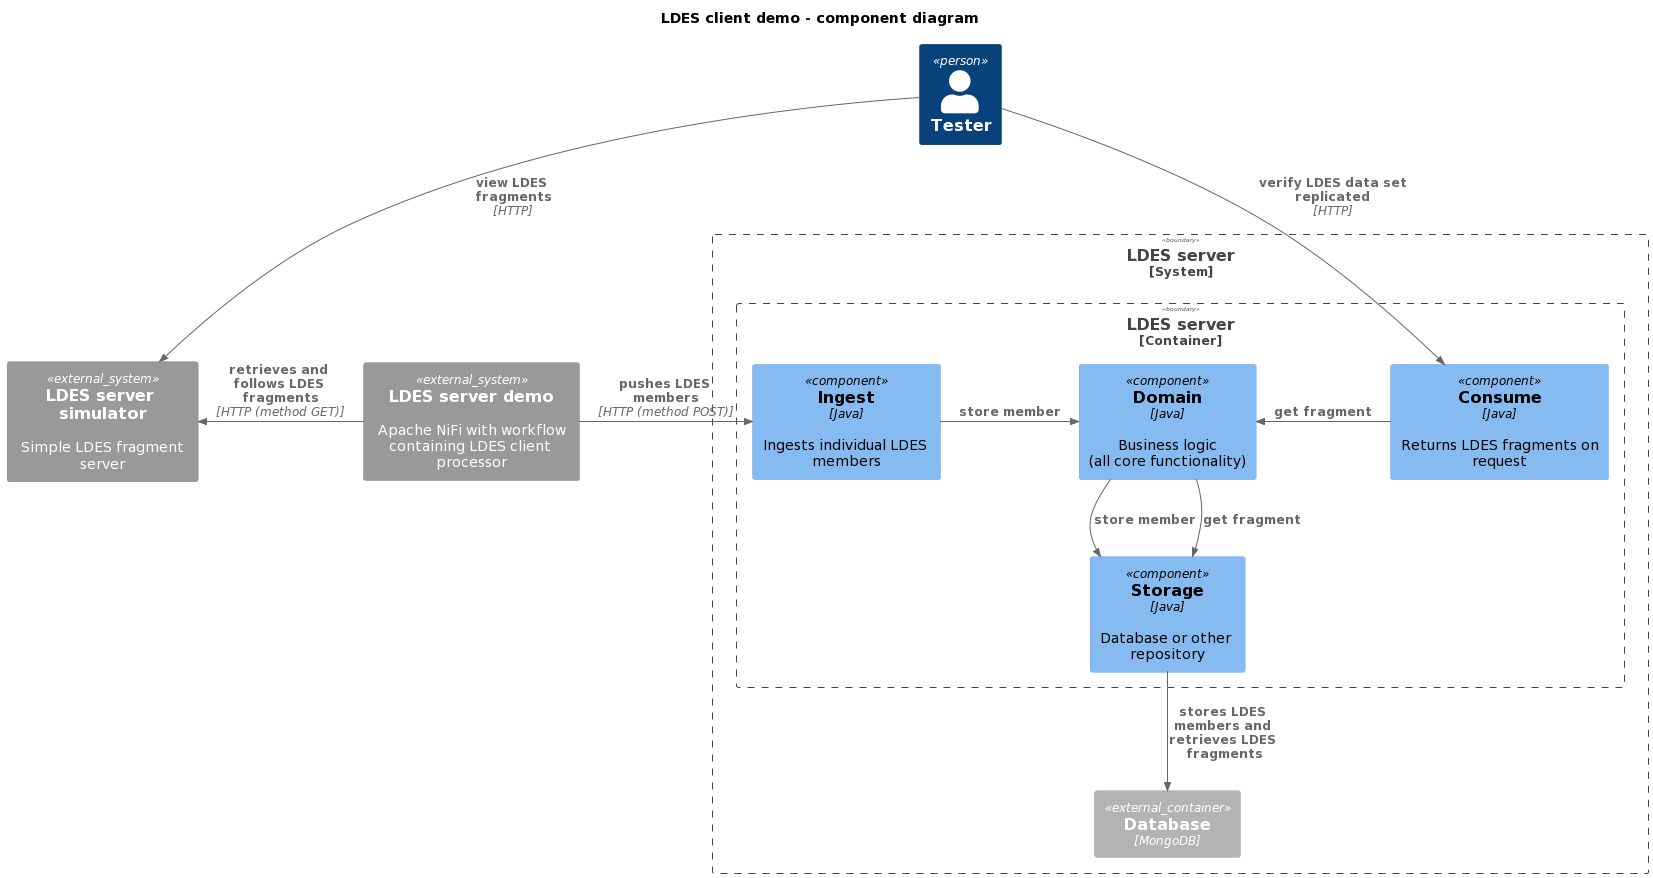 LDES client demo - component diagram
«person»
Tester
view LDES
fragments
[HTTP]
verify LDES data set
replicated
[HTTP]
«boundary»
LDES server
[System]
«boundary»
LDES server
[Container]
«external_system»
LDES server
simulator
Simple LDES fragment
server
retrieves and
follows LDES
fragments
[HTTP (method GET)]
«external_system»
LDES server demo
Apache NiFi with workflow
containing LDES client
processor
pushes LDES
members
[HTTP (method POST)]
«component»
Ingest
[Java]
Ingests individual LDES
members
store member
«component»
Domain
[Java]
Business logic
(all core functionality)
get fragment
«component»
Consume
[Java]
Returns LDES fragments on
request
store member
get fragment
«component»
Storage
[Java]
Database or other
repository
stores LDES
members and
retrieves LDES
fragments
«external_container»
Database
[MongoDB]